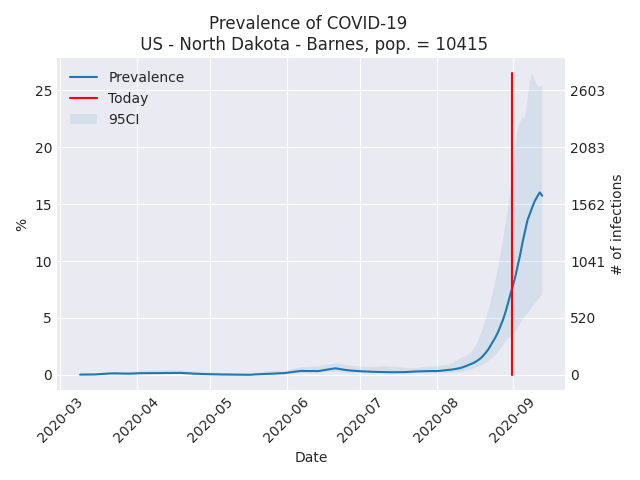 Prevalence of COVID-19
US - North Dakota - Barnes, pop. = 10415
Prevalence
Today
95CI
25
20
15
10
5
0
%
2603
2083
1562
1041
520
0
# of infections
2020-03
2020-04
2020-05
2020-06
2020-07
2020-08
2020-09
Date